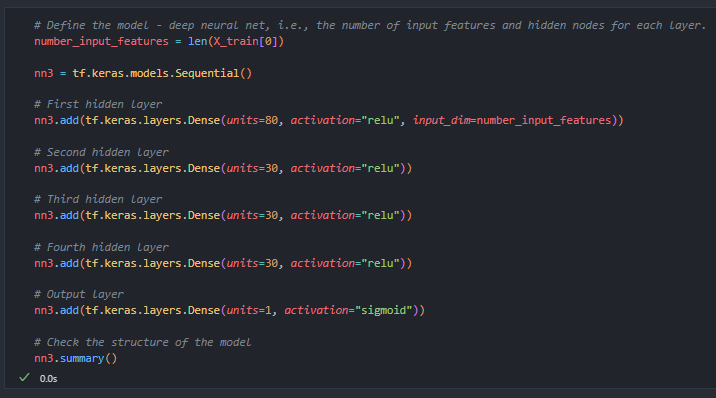 # Define the model - deep neural net, i.e., the number of input features and hidden nodes for each layer.
number_input_features = len(X_train[0])
nn3 = tf.keras.models.Sequential()
# First hidden layer
nn3.add(tf.keras.layers.Dense(units=80, activation="relu", input_dim=number_input_features))
# Second hidden layer
nn3.add(tf.keras.layers.Dense(units=30, activation="relu"))
# Third hidden layer
nn3.add(tf.keras.layers.Dense(units=30, activation="relu"))
# Fourth hidden layer
nn3.add(tf.keras.layers.Dense(units=30, activation="relu"))
# Output layer
nn3.add(tf.keras.layers.Dense(units=1, activation="sigmoid"))
# Check the structure of the model
nn3.summary()
0.0s